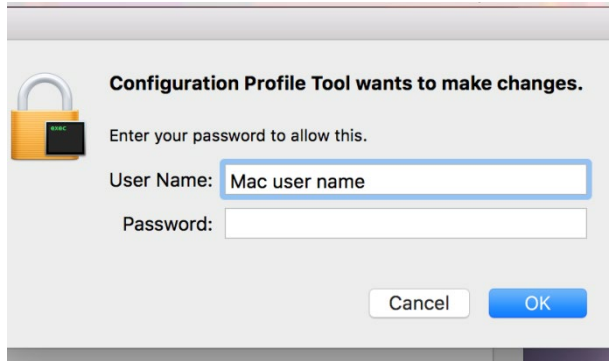 Configuration Profile Tool wants to make changes.
Enter your password to allow this.
User Name: Mac user name
Password:
Cancel OK